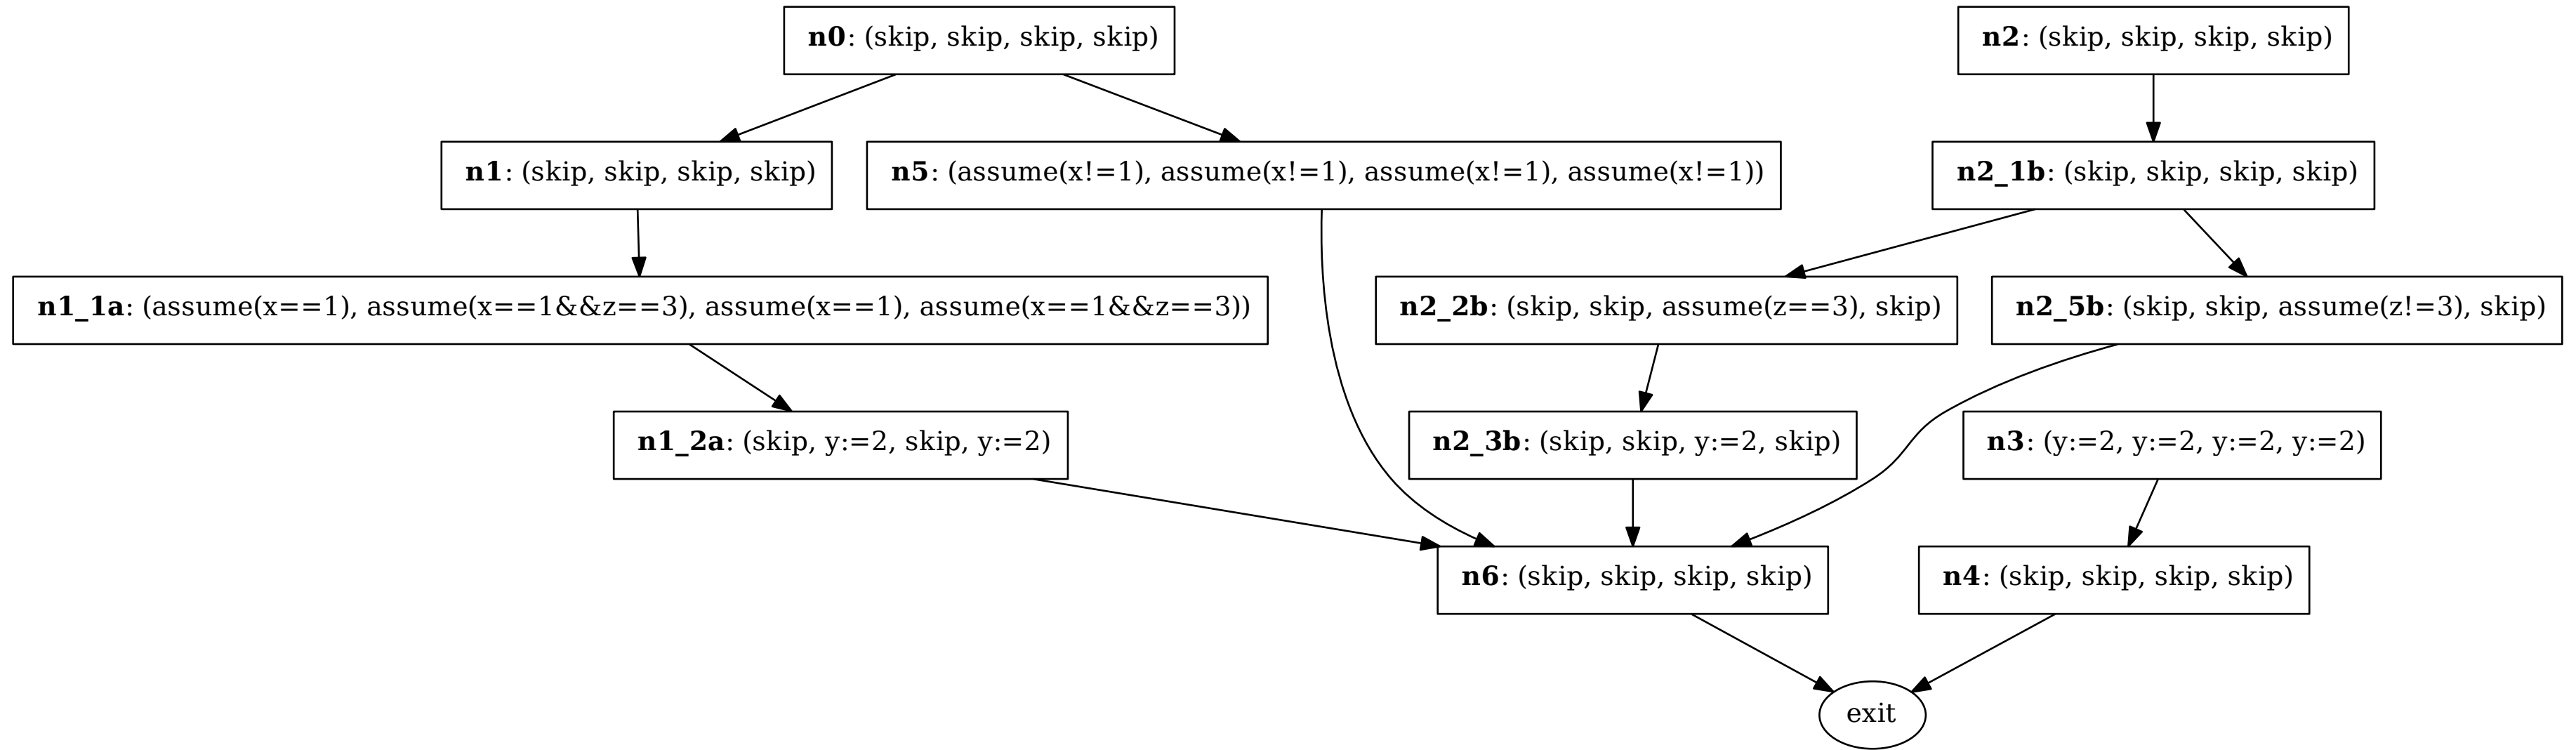 n0: (skip, skip, skip, skip)
n2: (skip, skip, skip, skip)
n1: (skip, skip, skip, skip)
n5: (assume(x!=1), assume(x!=1), assume(x!=1), assume(x!=1))
n2_1b: (skip, skip, skip, skip)
n1_1a: (assume(x==1), assume(x==1&&z==3), assume(x==1), assume(x==1&&z==3))
n2_2b: (skip, skip, assume(z==3), skip)
n2_5b: (skip, skip, assume(z!=3), skip)
n1_2a: (skip, y:=2, skip, y:=2)
n2_3b: (skip, skip, y:=2, skip)
n3: (y:=2, y:=2, y:=2, y:=2)
n6: (skip, skip, skip, skip)
n4: (skip, skip, skip, skip)
exit